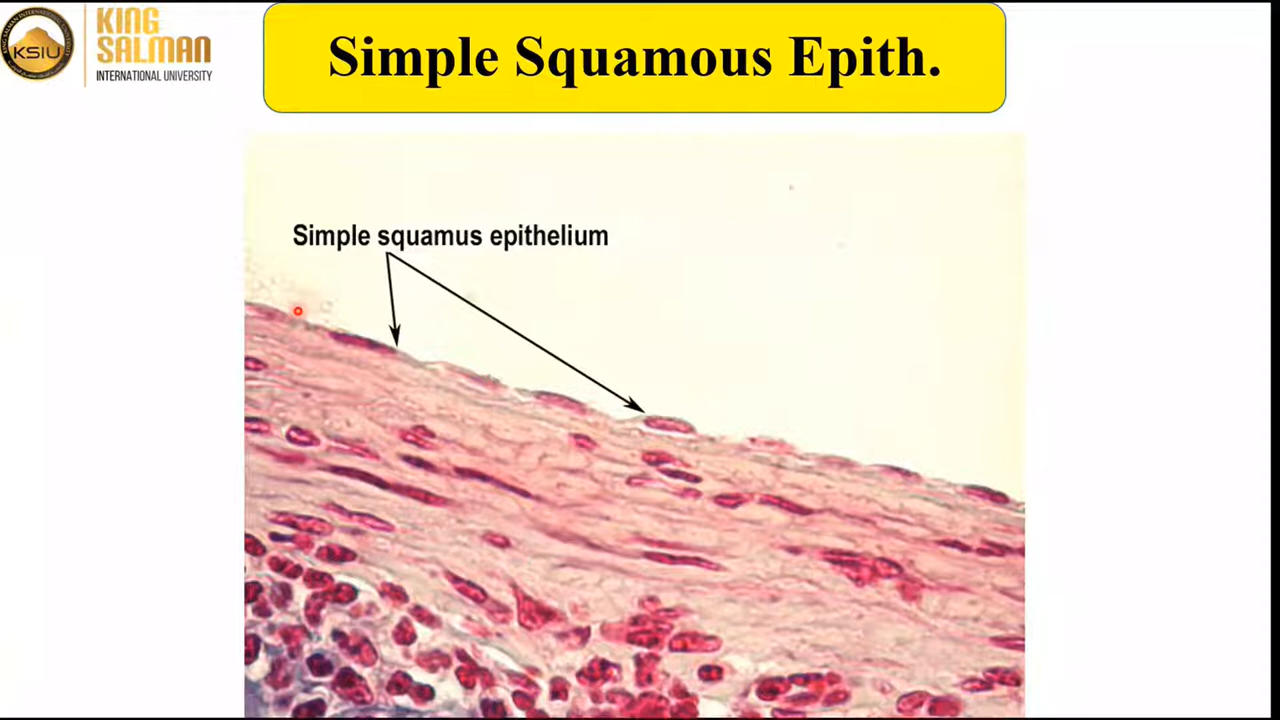 KSIU
KING
SALMAN
INTERNATIONAL UNIVERSITY
Simple Squamous Epith.
Simple squamus epithelium